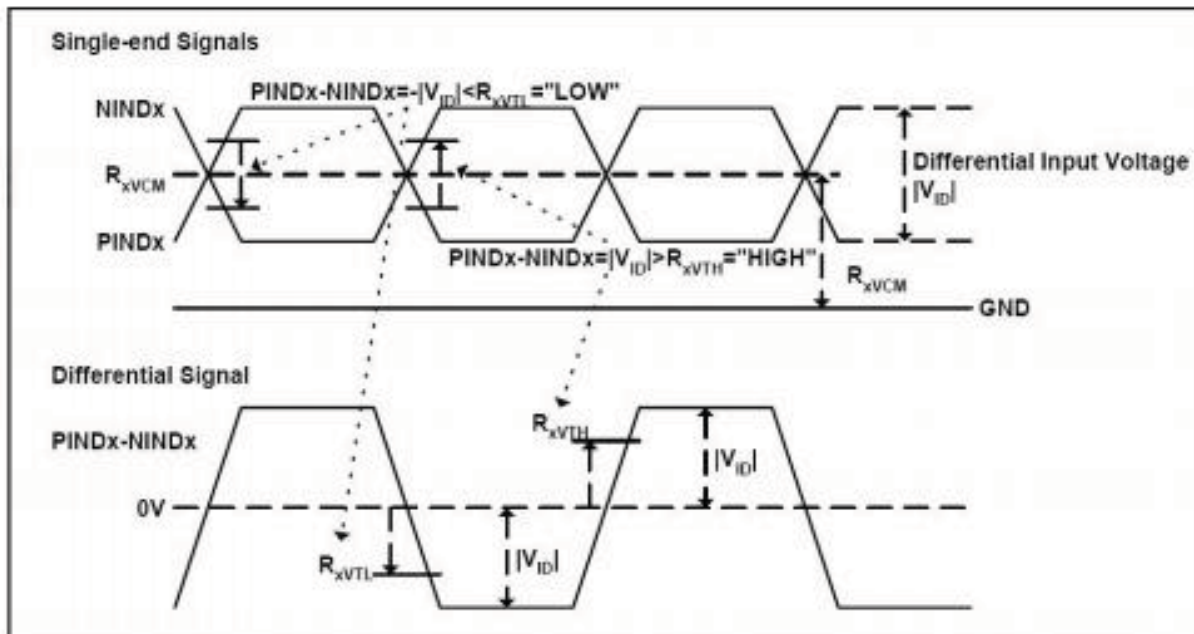 Single-end Signals
PINDx-NINDx=-|VID|<RxVTL="LOW"
NINDx
RxVCM
Differential Input Voltage
|VID|
PINDx
PINDx-NINDx=|VID|>RxVTH="HIGH"
RxVCM
GND
Differential Signal
PINDx-NINDx
RxVTH
|VID|
0V
RxVTL
|VID|